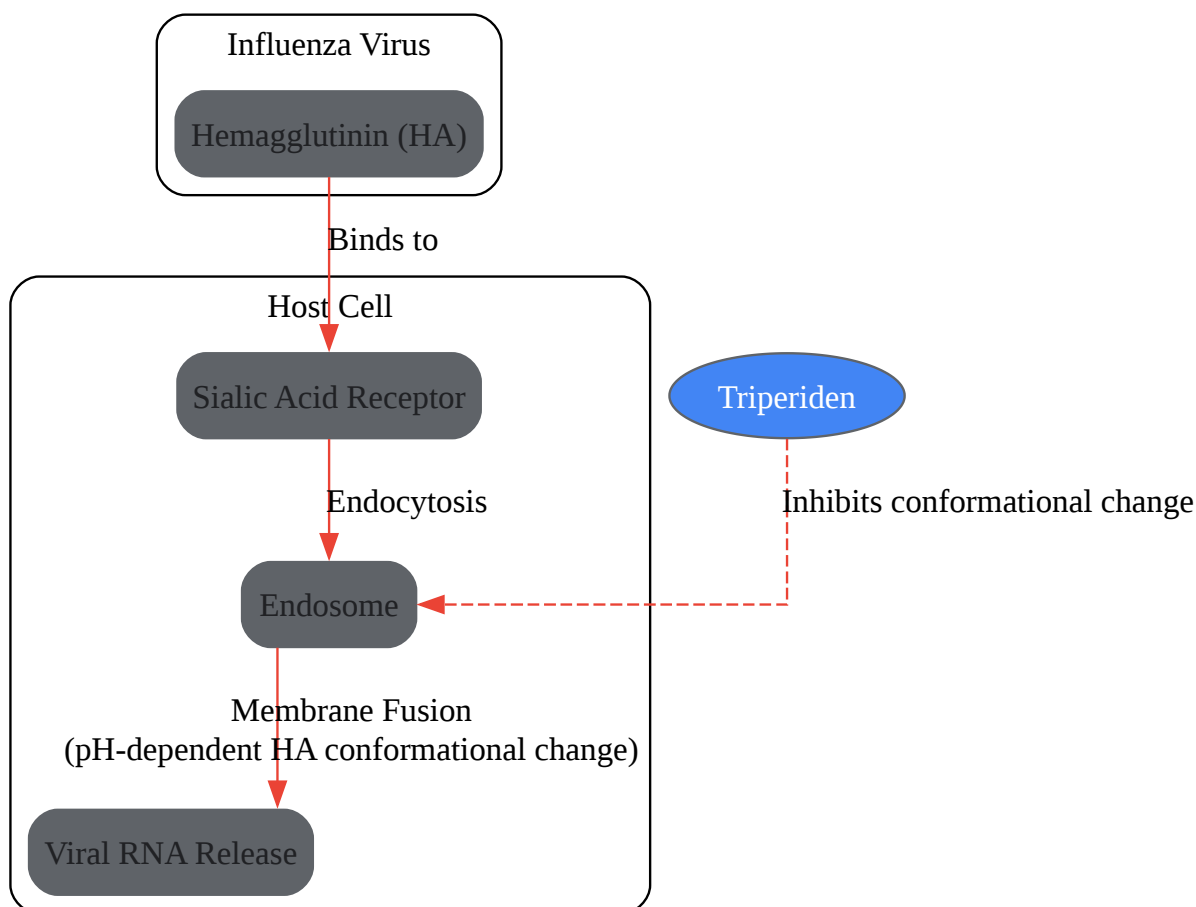 Influenza Virus
Hemagglutinin (HA)
Binds to
Host Cell
Sialic Acid Receptor
Triperiden
Endocytosis
Inhibits conformational change
Endosome
Membrane Fusion
(pH-dependent HA conformational change)
Viral RNA Release